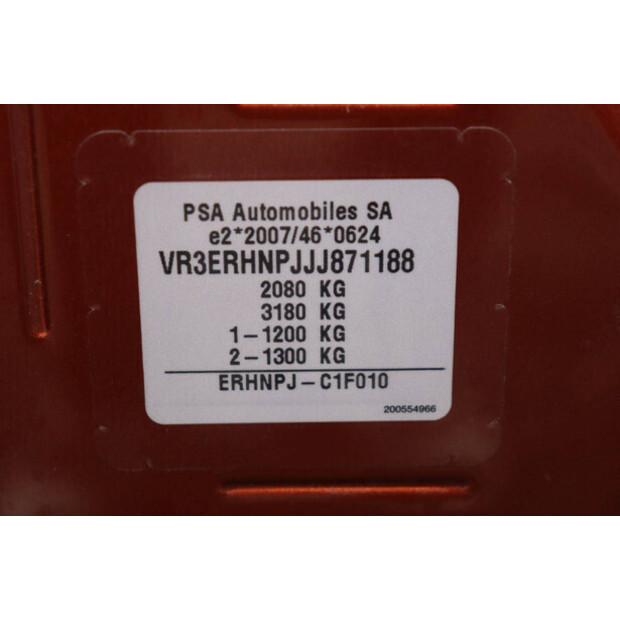 PSA Automobiles SA
e2*2007/46*0624
VR3ERHNPJJJ871188
2080 KG
3180 KG
1-1200 KG
2-1300 KG
ERHNPJ-C1F010
200554966